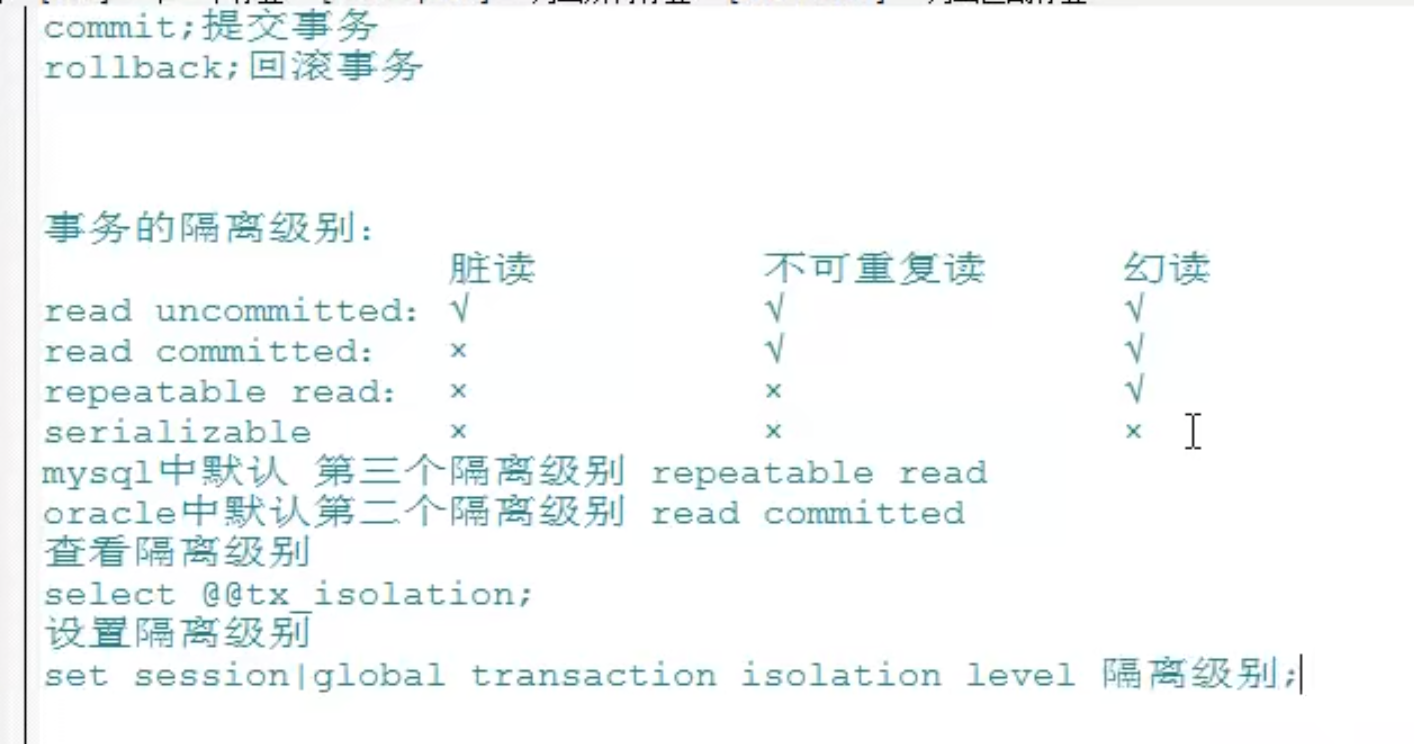 commit;提交事务
rollback;回滚事务
事务的隔离级别:
脏读 不可重复读 幻读
read uncommitted: √ √ √
read committed: × √ √
repeatable read: × × √
serializable × × ×
mysql中默认 第三个隔离级别 repeatable read
oracle中默认第二个隔离级别 read committed
查看隔离级别
select @@tx_isolation;
设置隔离级别
set session|global transaction isolation level 隔离级别;